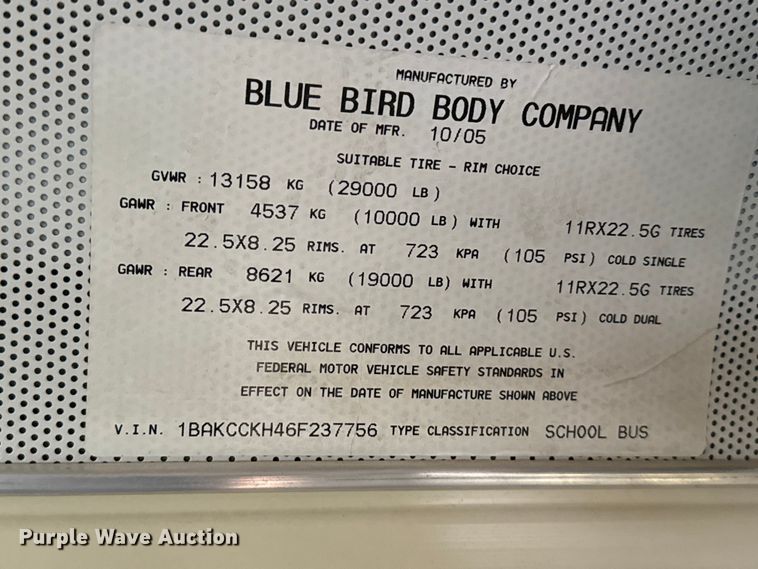 MANUFACTURED BY
BLUE BIRD BODY COMPANY
DATE OF MFR. 10/05
SUITABLE TIRE - RIM CHOICE
GVWR : 13158 KG (29000 LB)
GAWR : FRONT 4537 KG (10000 LB) WITH 11RX22.5G TIRES
22.5X8.25 RIMS. AT 723 KPA (105 PSI) COLD SINGLE
GAWR : REAR 8621 KG (19000 LB) WITH 11RX22.5G TIRES
22.5X8.25 RIMS. AT 723 KPA (105 PSI) COLD DUAL
THIS VEHICLE CONFORMS TO ALL APPLICABLE U.S.
FEDERAL MOTOR VEHICLE SAFETY STANDARDS IN
EFFECT ON THE DATE OF MANUFACTURE SHOWN ABOVE
V.I.N. 1BAKCCKH46F237756 TYPE CLASSIFICATION SCHOOL BUS
Purple Wave Auction